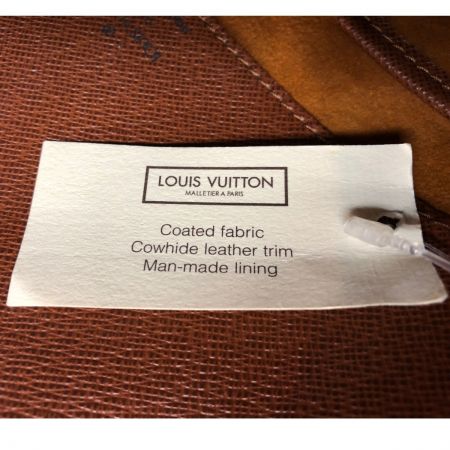 LOUIS VUITTON
MALLETIER A PARIS
Coated fabric
Cowhide leather trim
Man-made lining